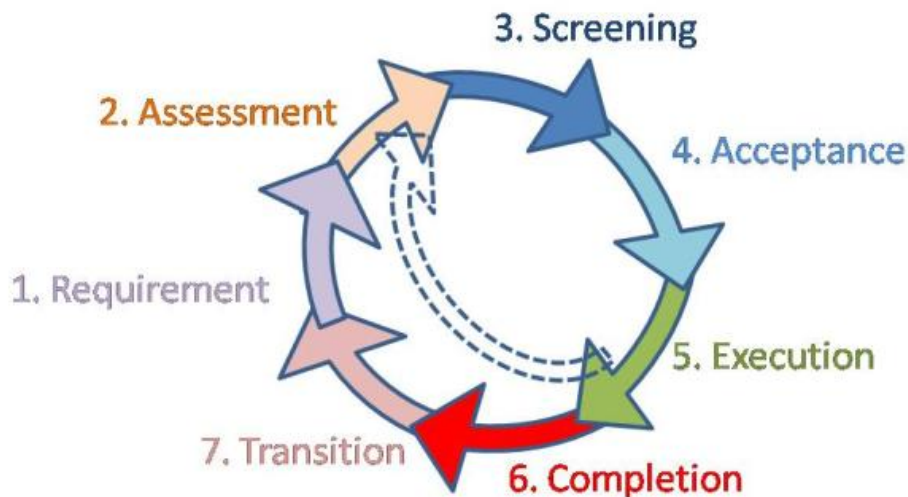 3. Screening
2. Assessment
4. Acceptance
1. Requirement
5. Execution
7. Transition
6. Completion